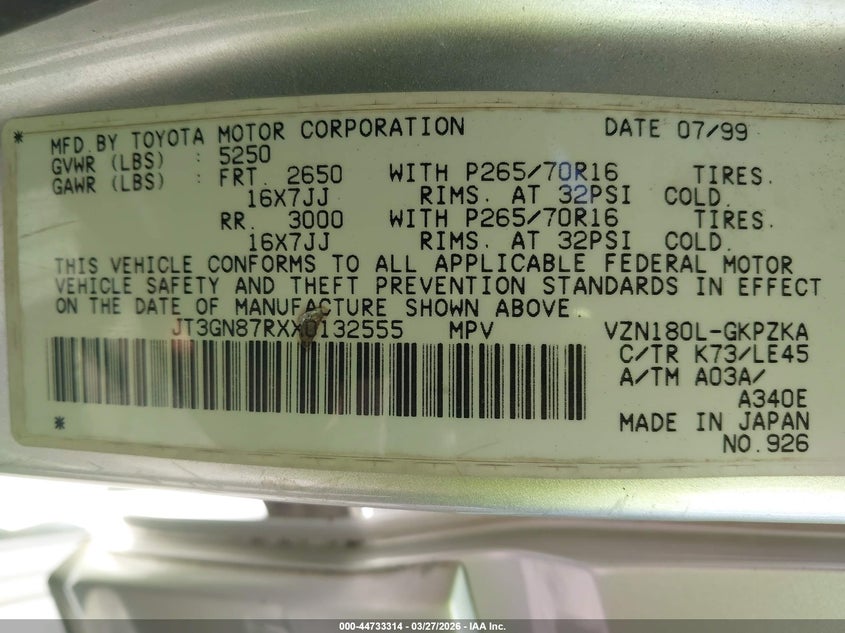 * MFD.BY TOYOTA MOTOR CORPORATION DATE 07/99
GVWR (LBS) : 5250
GAWR (LBS) : FRT. 2650 WITH P265/70R16 TIRES.
16X7JJ RIMS. AT 32PSI COLD.
RR. 3000 WITH P265/70R16 TIRES.
16X7JJ RIMS. AT 32PSI COLD.
THIS VEHICLE CONFORMS TO ALL APPLICABLE FEDERAL MOTOR
VEHICLE SAFETY AND THEFT PREVENTION STANDARDS IN EFFECT
ON THE DATE OF MANUFACTURE SHOWN ABOVE.
JT3GN87RXX0132555 MPV VZN180L-GKPZKA
C/TR K73/LE45
A/TM A03A/
A340E
* MADE IN JAPAN
NO.926
000-44733314 - 03/27/2026 - IAA Inc.